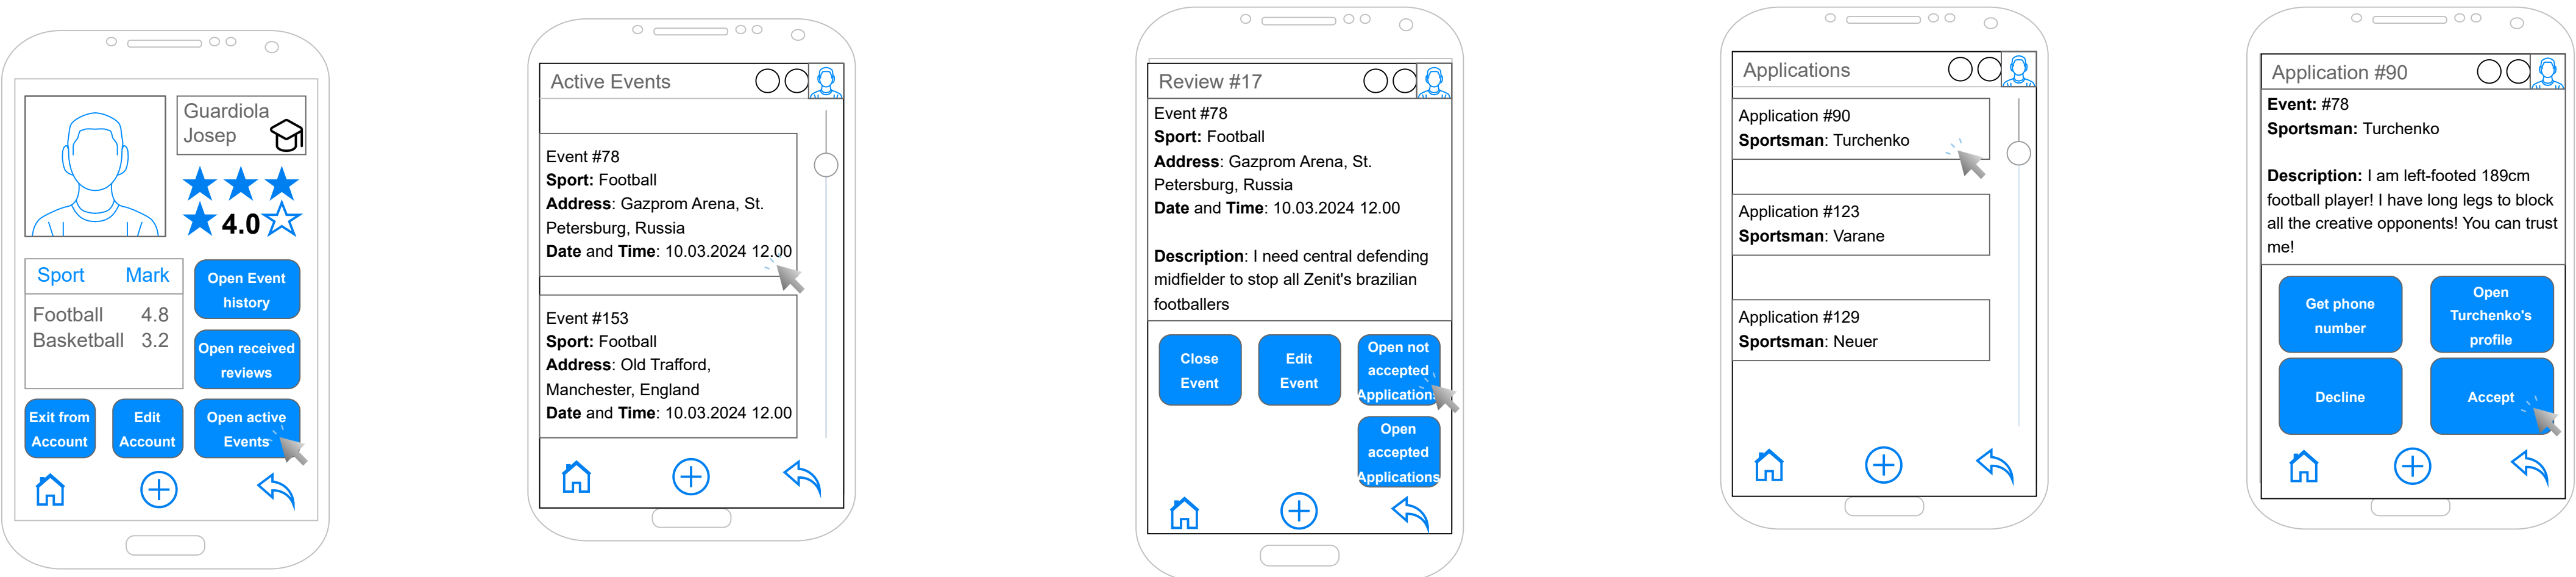 Guardiola
Josep
4.0
Sport Mark
Football 4.8
Basketball 3.2
Open Event
history
Open received
reviews
Exit from
Account
Edit
Account
Open active
Events
Active Events
Event #78
Sport: Football
Address: Gazprom Arena, St.
Petersburg, Russia
Date and Time: 10.03.2024 12.00
Event #153
Sport: Football
Address: Old Trafford,
Manchester, England
Date and Time: 10.03.2024 12.00
Review #17
Event #78
Sport: Football
Address: Gazprom Arena, St.
Petersburg, Russia
Date and Time: 10.03.2024 12.00
Description: I need central defending
midfielder to stop all Zenit's brazilian
footballers
Close
Event
Edit
Event
Open not
accepted
Applications
Open
accepted
Applications
Applications
Application #90
Sportsman: Turchenko
Application #123
Sportsman: Varane
Application #129
Sportsman: Neuer
Application #90
Event: #78
Sportsman: Turchenko
Description: I am left-footed 189cm
football player! I have long legs to block
all the creative opponents! You can trust
me!
Get phone
number
Open
Turchenko's
profile
Decline
Accept